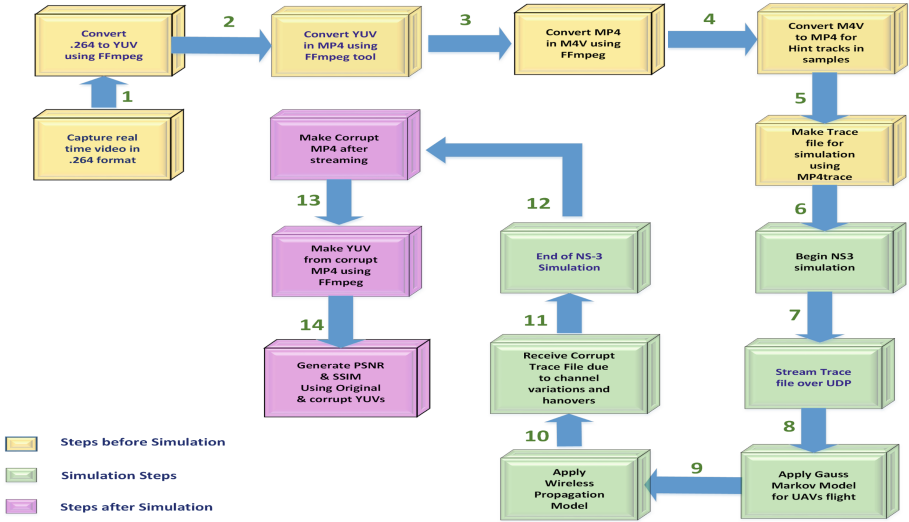 Capture real
time video in
.264 format
1
Convert
.264 to YUV
using FFmpeg
2
Convert YUV
in MP4 using
FFmpeg tool
3
Convert MP4
in M4V using
FFmpeg
4
Convert M4V
to MP4 for
Hint tracks in
samples
5
Make Trace
file for
simulation
using
MP4trace
6
Begin NS3
simulation
7
Stream Trace
file over UDP
8
Apply Gauss
Markov Model
for UAVs flight
9
Apply
Wireless
Propagation
Model
10
Receive Corrupt
Trace File due
to channel
variations and
hanovers
11
End of NS-3
Simulation
12
Make Corrupt
MP4 after
streaming
13
Make YUV
from corrupt
MP4 using
FFmpeg
14
Generate PSNR
& SSIM
Using Original
& corrupt YUVs
Steps before Simulation
Simulation Steps
Steps after Simulation